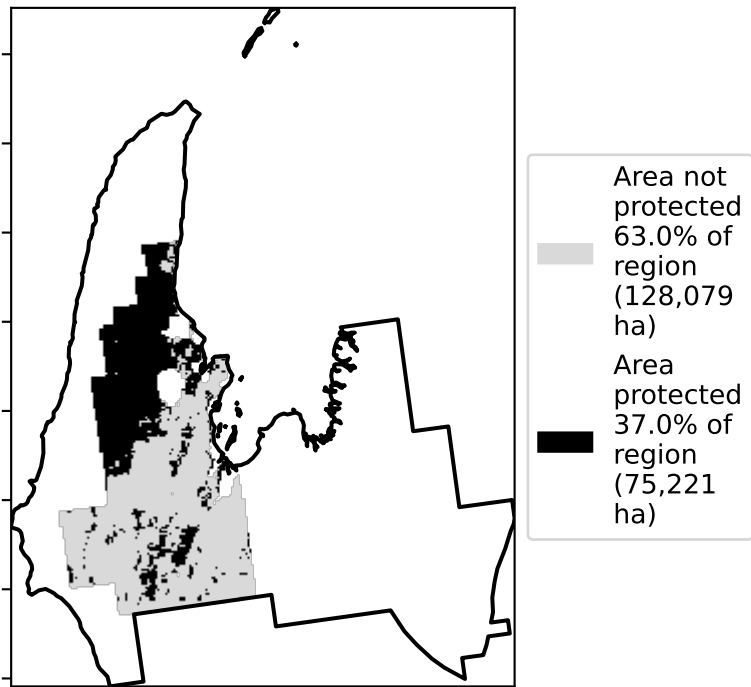 Area not
protected
63.0% of
region
(128,079
ha)
Area
protected
37.0% of
region
(75,221
ha)